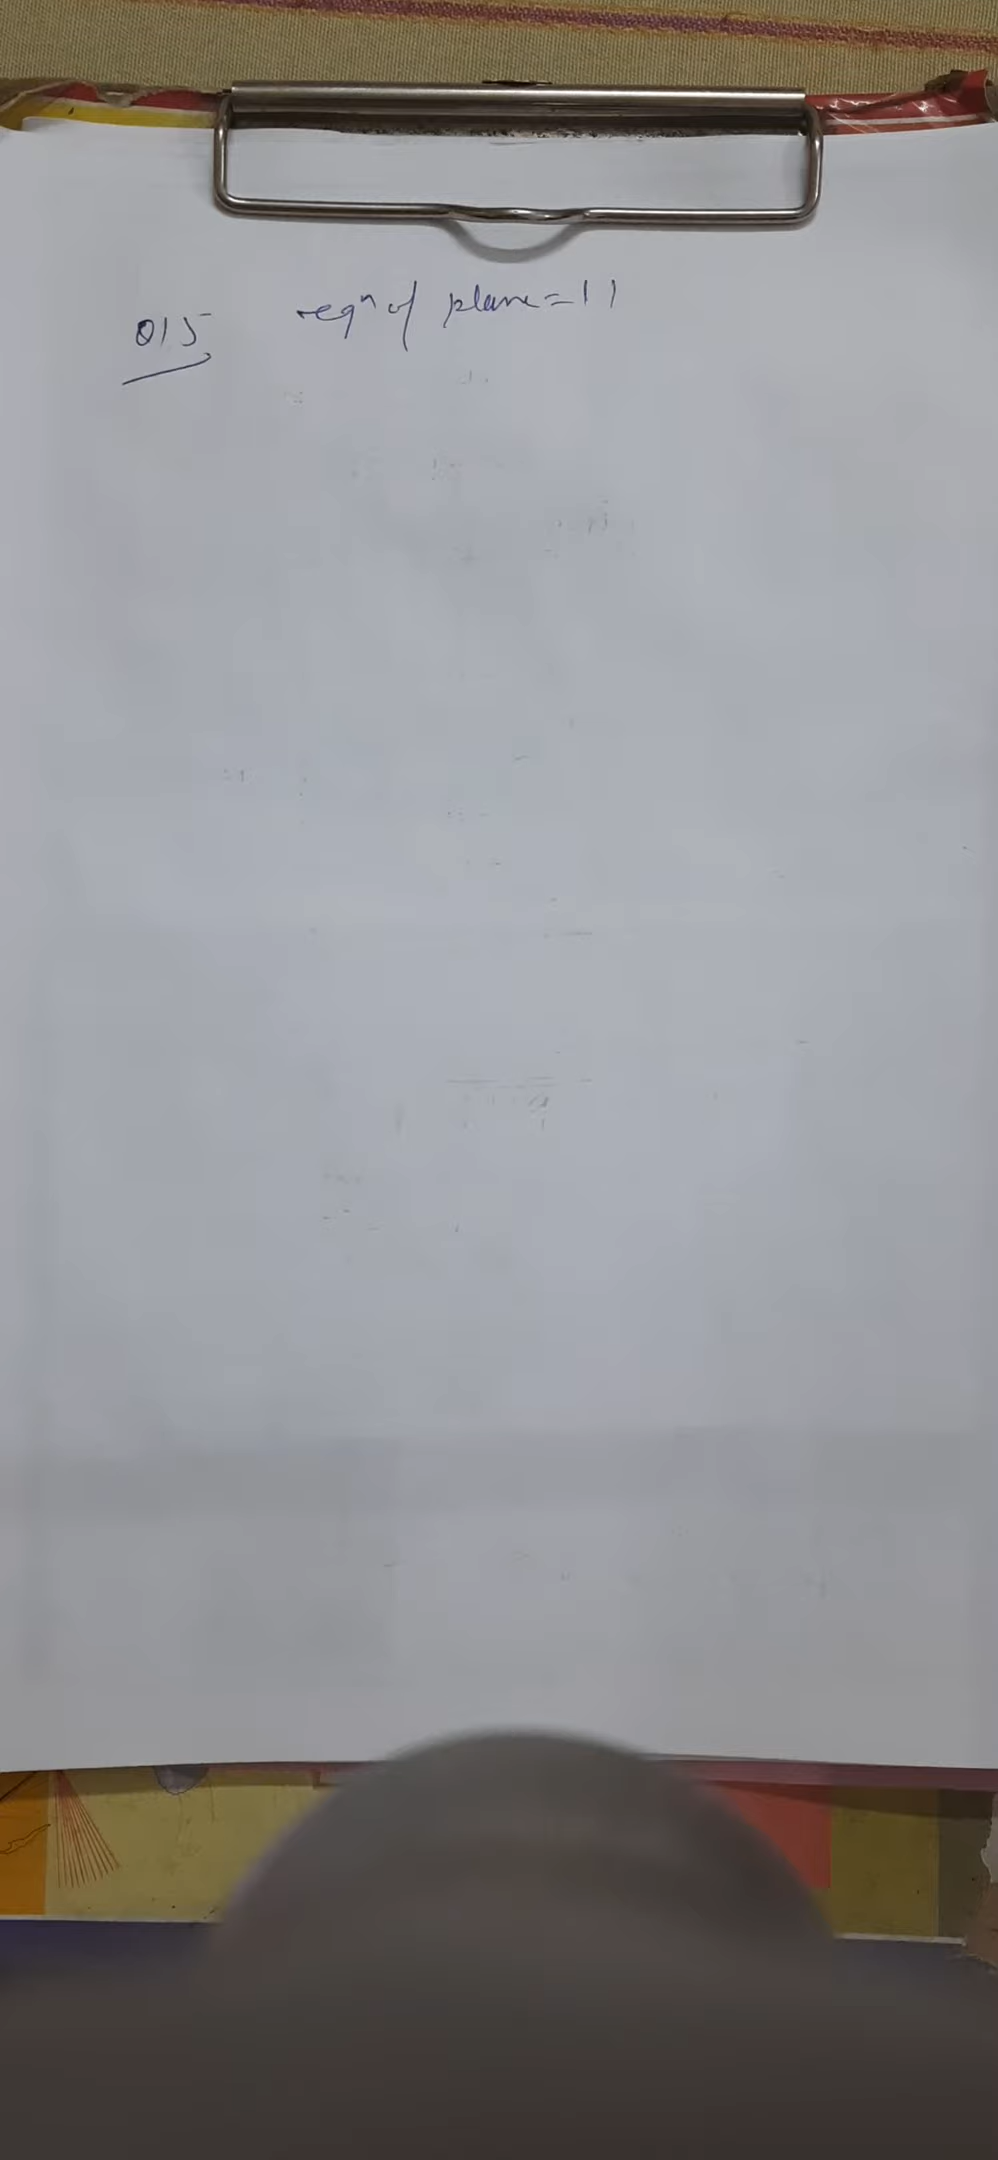 Q15 eqⁿ of plane = 11